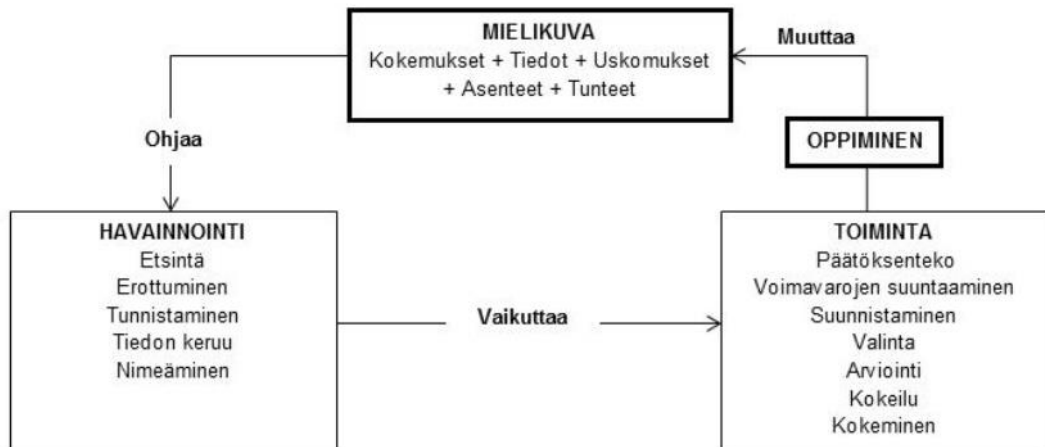 MIELIKUVA
Kokemukset + Tiedot + Uskomukset
+ Asenteet + Tunteet
Muuttaa
Ohjaa
OPPIMINEN
HAVAINNOINTI
Etsintä
Erottuminen
Tunnistaminen
Tiedon keruu
Nimeäminen
Vaikuttaa
TOIMINTA
Päätöksenteko
Voimavarojen suuntaaminen
Suunnistaminen
Valinta
Arviointi
Kokeilu
Kokeminen